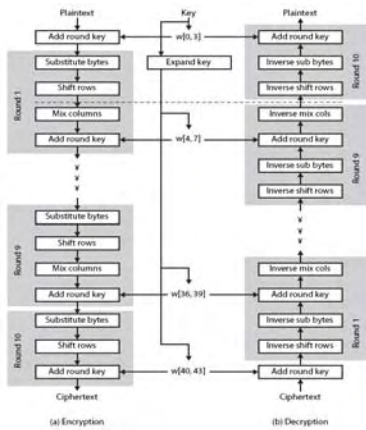 Plaintext
Add round key
Substitute bytes
Shift rows
Mix columns
Add round key
Round 1
Substitute bytes
Shift rows
Mix columns
Add round key
Round 9
Substitute bytes
Shift rows
Add round key
Round 10
Ciphertext
(a) Encryption
Key
w[0, 3]
Expand key
w[4, 7]
w[36, 39]
w[40, 43]
Plaintext
Add round key
Inverse sub bytes
Inverse shift rows
Round 10
Inverse mix cols
Add round key
Inverse sub bytes
Inverse shift rows
Round 9
Inverse mix cols
Add round key
Inverse sub bytes
Inverse shift rows
Round 1
Add round key
Ciphertext
(b) Decryption